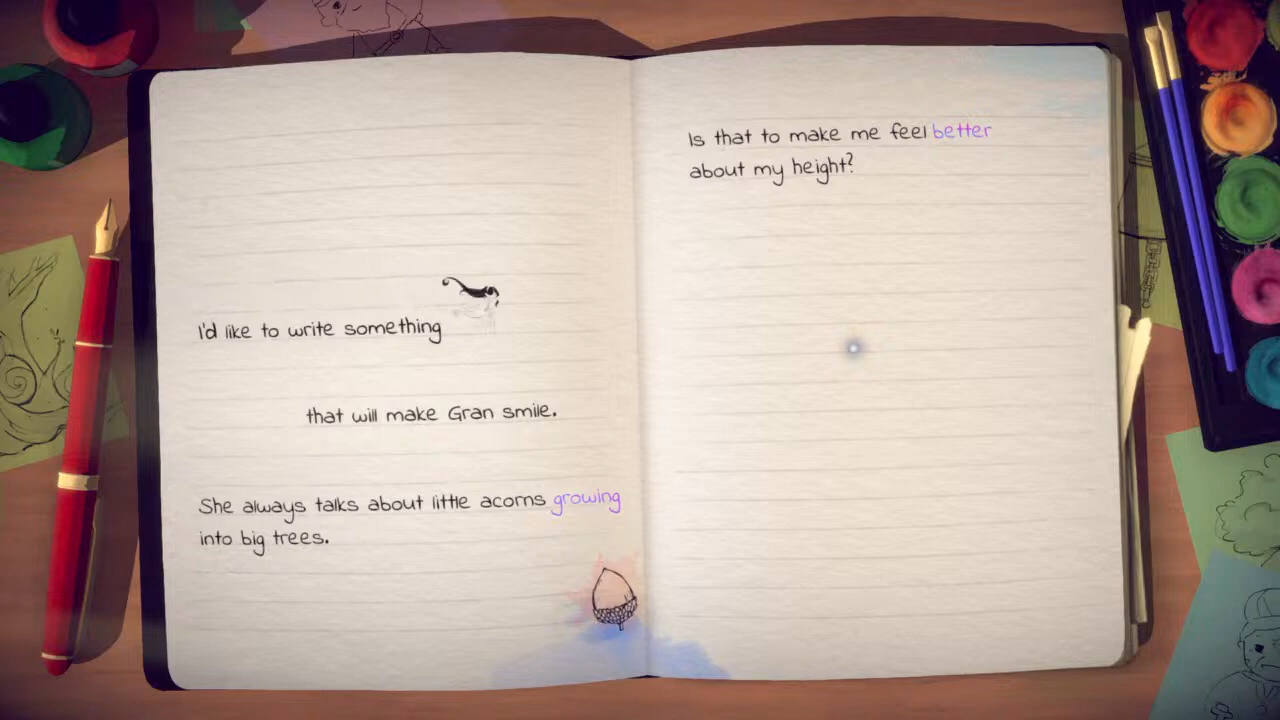 I'd like to write something
that will make Gran smile.
She always talks about little acorns growing
into big trees.
Is that to make me feel better
about my height?